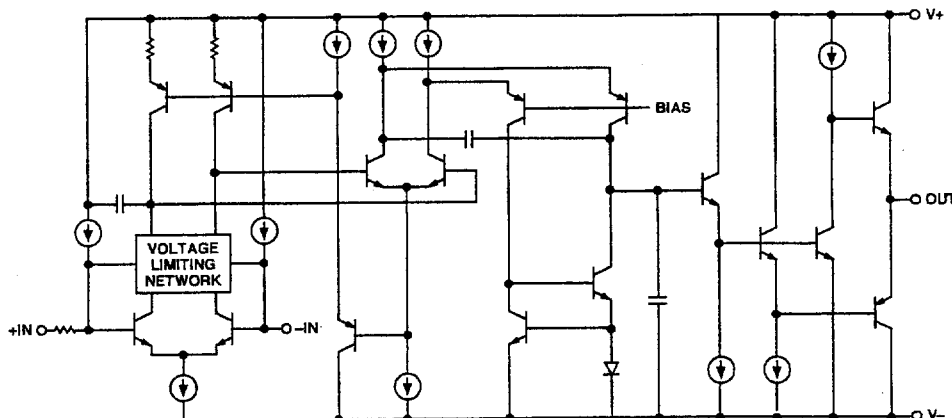 V+
BIAS
OUT
VOLTAGE
LIMITING
NETWORK
+IN
–IN
V–